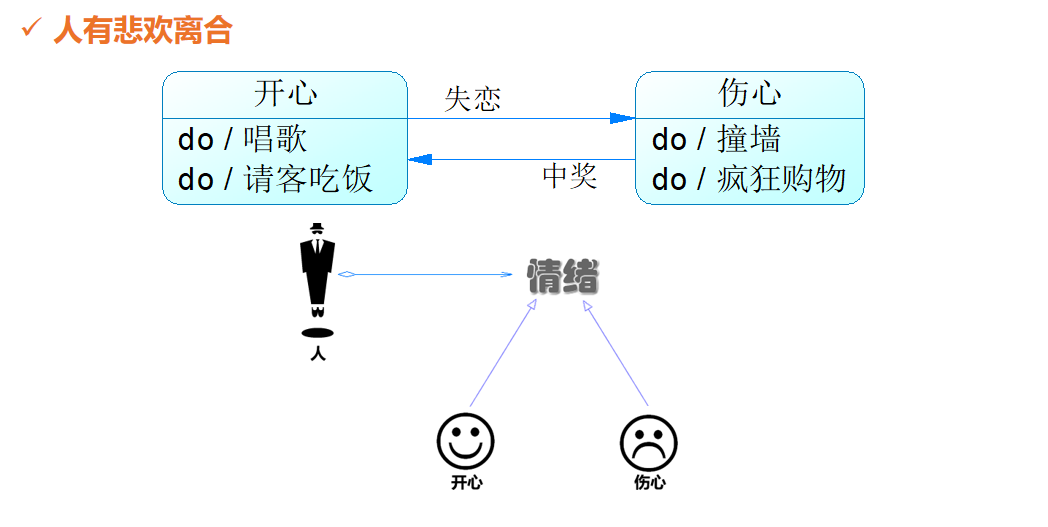 人有悲欢离合
开心
do / 唱歌
do / 请客吃饭
失恋
中奖
伤心
do / 撞墙
do / 疯狂购物
人
情绪
开心
伤心